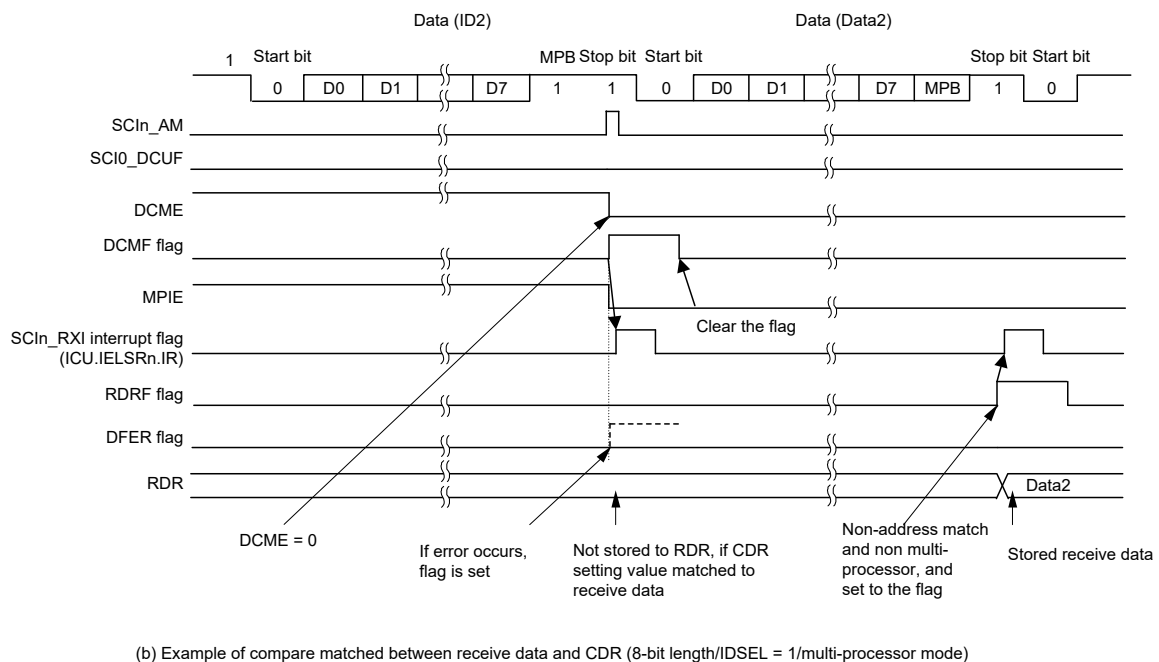 Data (ID2) Data (Data2)
1 Start bit MPB Stop bit Start bit Stop bit Start bit
0 D0 D1 D7 1 1 0 D0 D1 D7 MPB 1 0
SCIn_AM
SCI0_DCUF
DCME
DCMF flag
MPIE
Clear the flag
SCIn_RXI interrupt flag
(ICU.IELSRn.IR)
RDRF flag
DFER flag
RDR Data2
DCME = 0
If error occurs,
flag is set
Not stored to RDR, if CDR
setting value matched to
receive data
Non-address match
and non multi-
processor, and
set to the flag
Stored receive data
(b) Example of compare matched between receive data and CDR (8-bit length/IDSEL = 1/multi-processor mode)